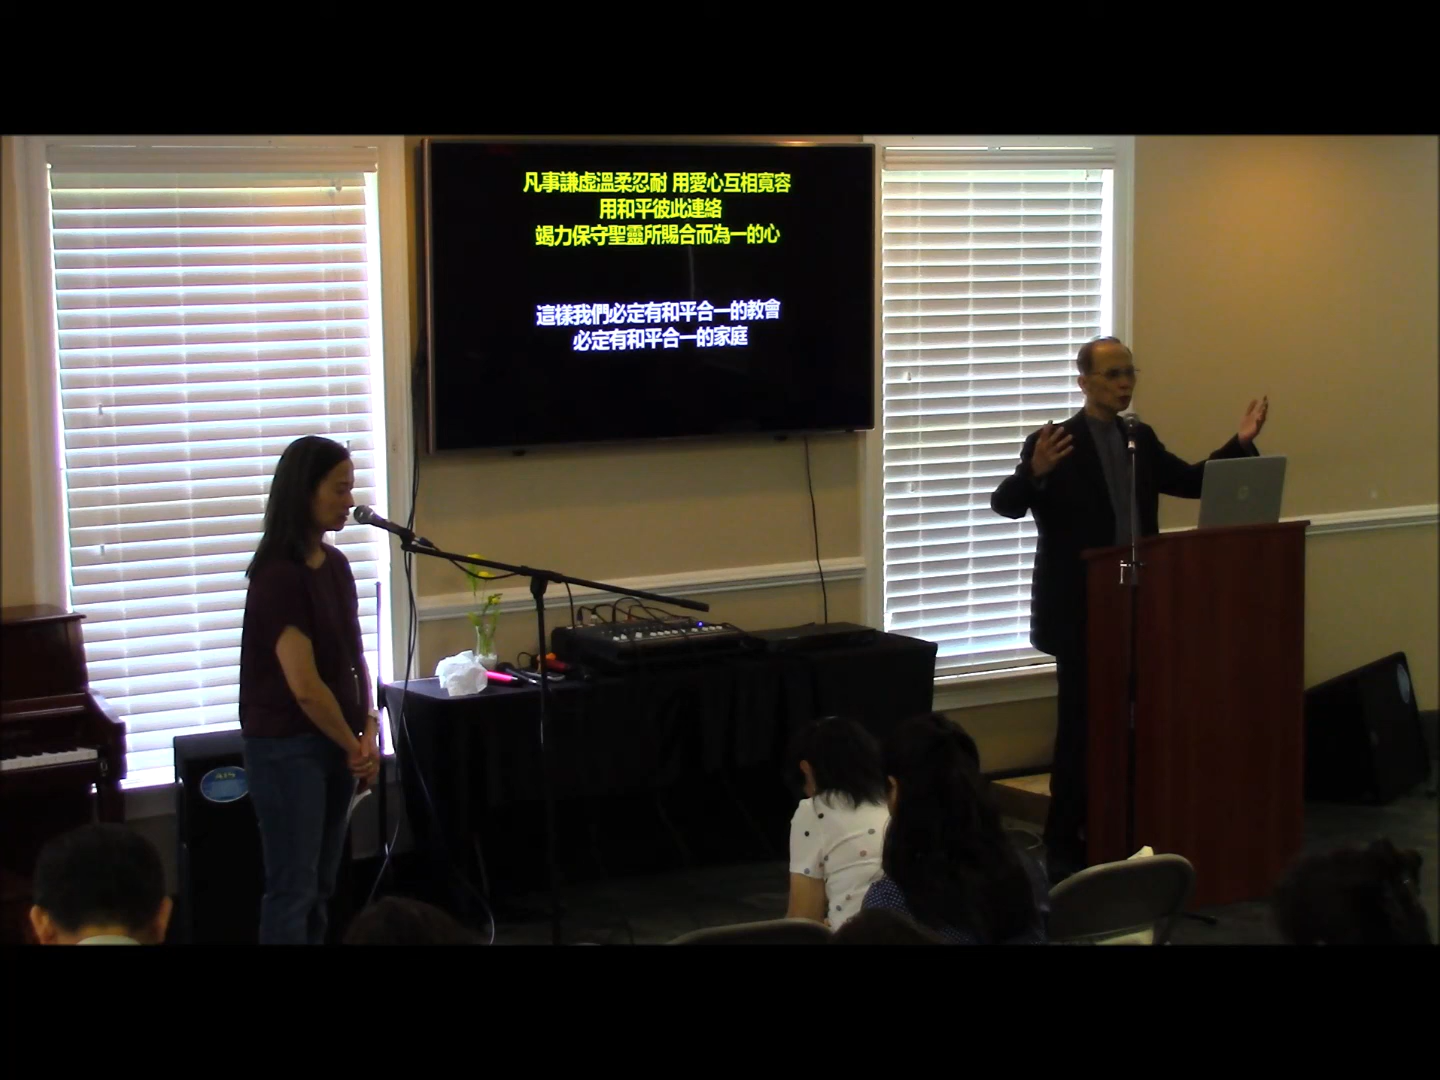 凡事謙虛溫柔忍耐 用愛心互相寬容
用和平彼此連絡
竭力保守聖靈所賜合而為一的心
這樣我們必定有和平合一的教會
必定有和平合一的家庭